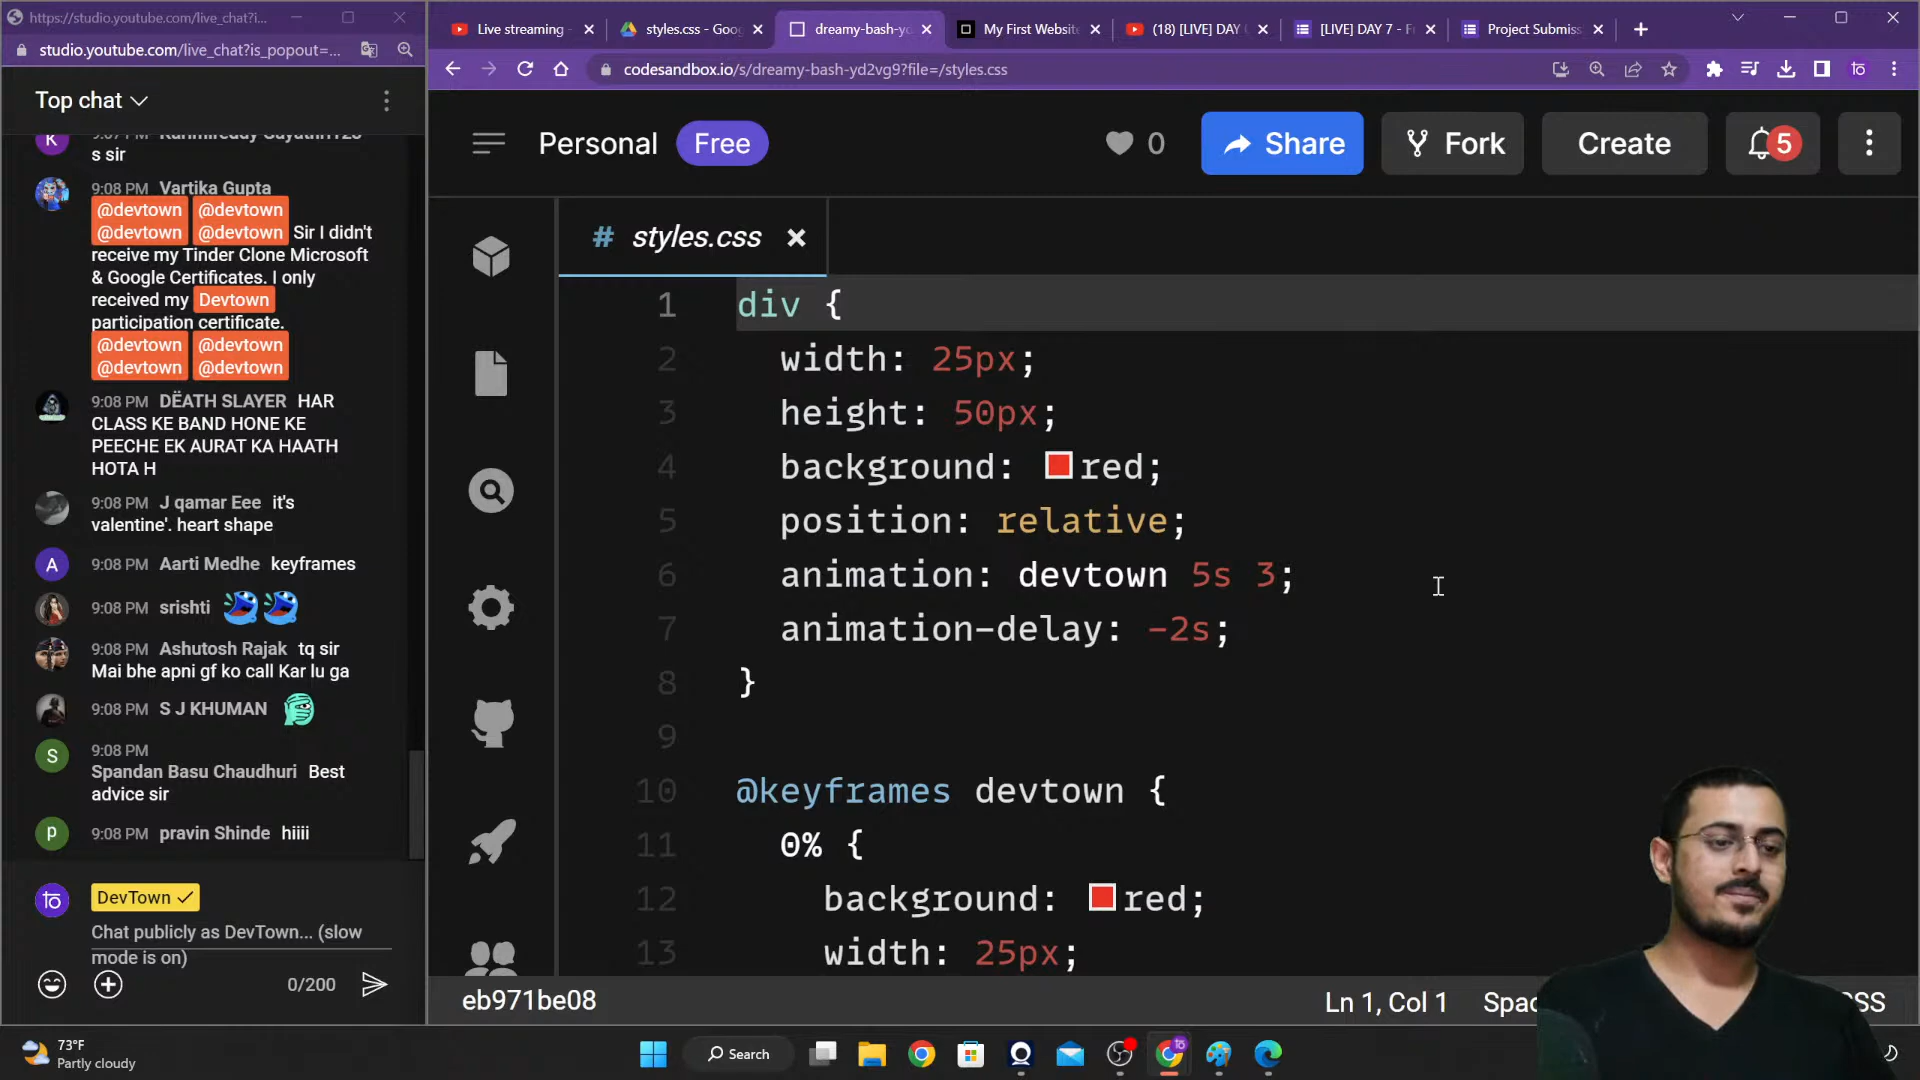 https://studio.youtube.com/live_chat?i...
studio.youtube.com/live_chat?is_popout=...
Top chat
s sir
9:08 PM Vartika Gupta
@devtown @devtown
@devtown @devtown Sir I didn't
receive my Tinder Clone Microsoft
& Google Certificates. I only
received my Devtown
participation certificate.
@devtown @devtown
@devtown @devtown
9:08 PM DËATH SLAYER HAR
CLASS KE BAND HONE KE
PEECHE EK AURAT KA HAATH
HOTA H
9:08 PM J qamar Eee it's
valentine'. heart shape
A
9:08 PM Aarti Medhe keyframes
9:08 PM srishti
9:08 PM Ashutosh Rajak tq sir
Mai bhe apni gf ko call Kar lu ga
9:08 PM S J KHUMAN
S
9:08 PM
Spandan Basu Chaudhuri Best
advice sir
p
9:08 PM pravin Shinde hiiii
DevTown
Chat publicly as DevTown... (slow
mode is on)
0/200
Live streaming -
styles.css - Goo
dreamy-bash-yd
My First Website
(18) [LIVE] DAY
[LIVE] DAY 7 - F
Project Submiss
codesandbox.io/s/dreamy-bash-yd2vg9?file=/styles.css
Personal
Free
0
Share
Fork
Create
5
# styles.css
1 div {
2 width: 25px;
3 height: 50px;
4 background: red;
5 position: relative;
6 animation: devtown 5s 3;
7 animation-delay: -2s;
8 }
9
10 @keyframes devtown {
11 0% {
12 background: red;
13 width: 25px;
eb971be08
Ln 1, Col 1
73°F
Partly cloudy
Search